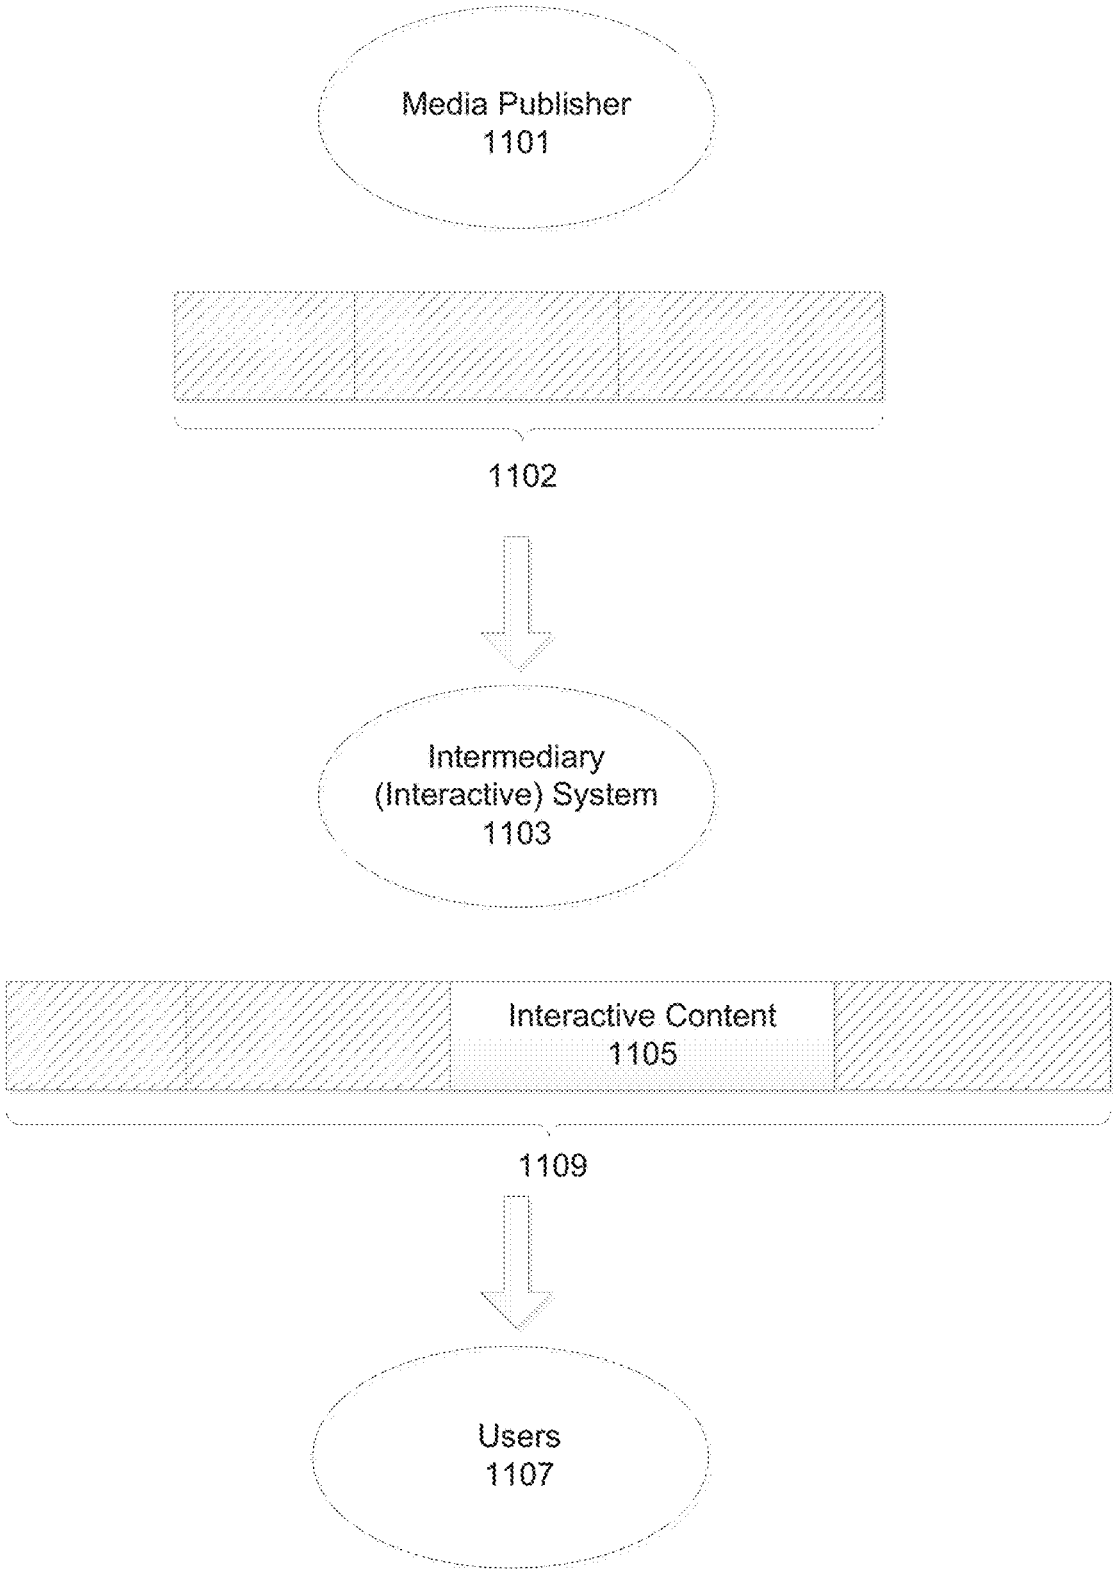 Media Publisher
1101
1102
Intermediary
(Interactive) System
1103
Interactive Content
1105
1109
Users
1107